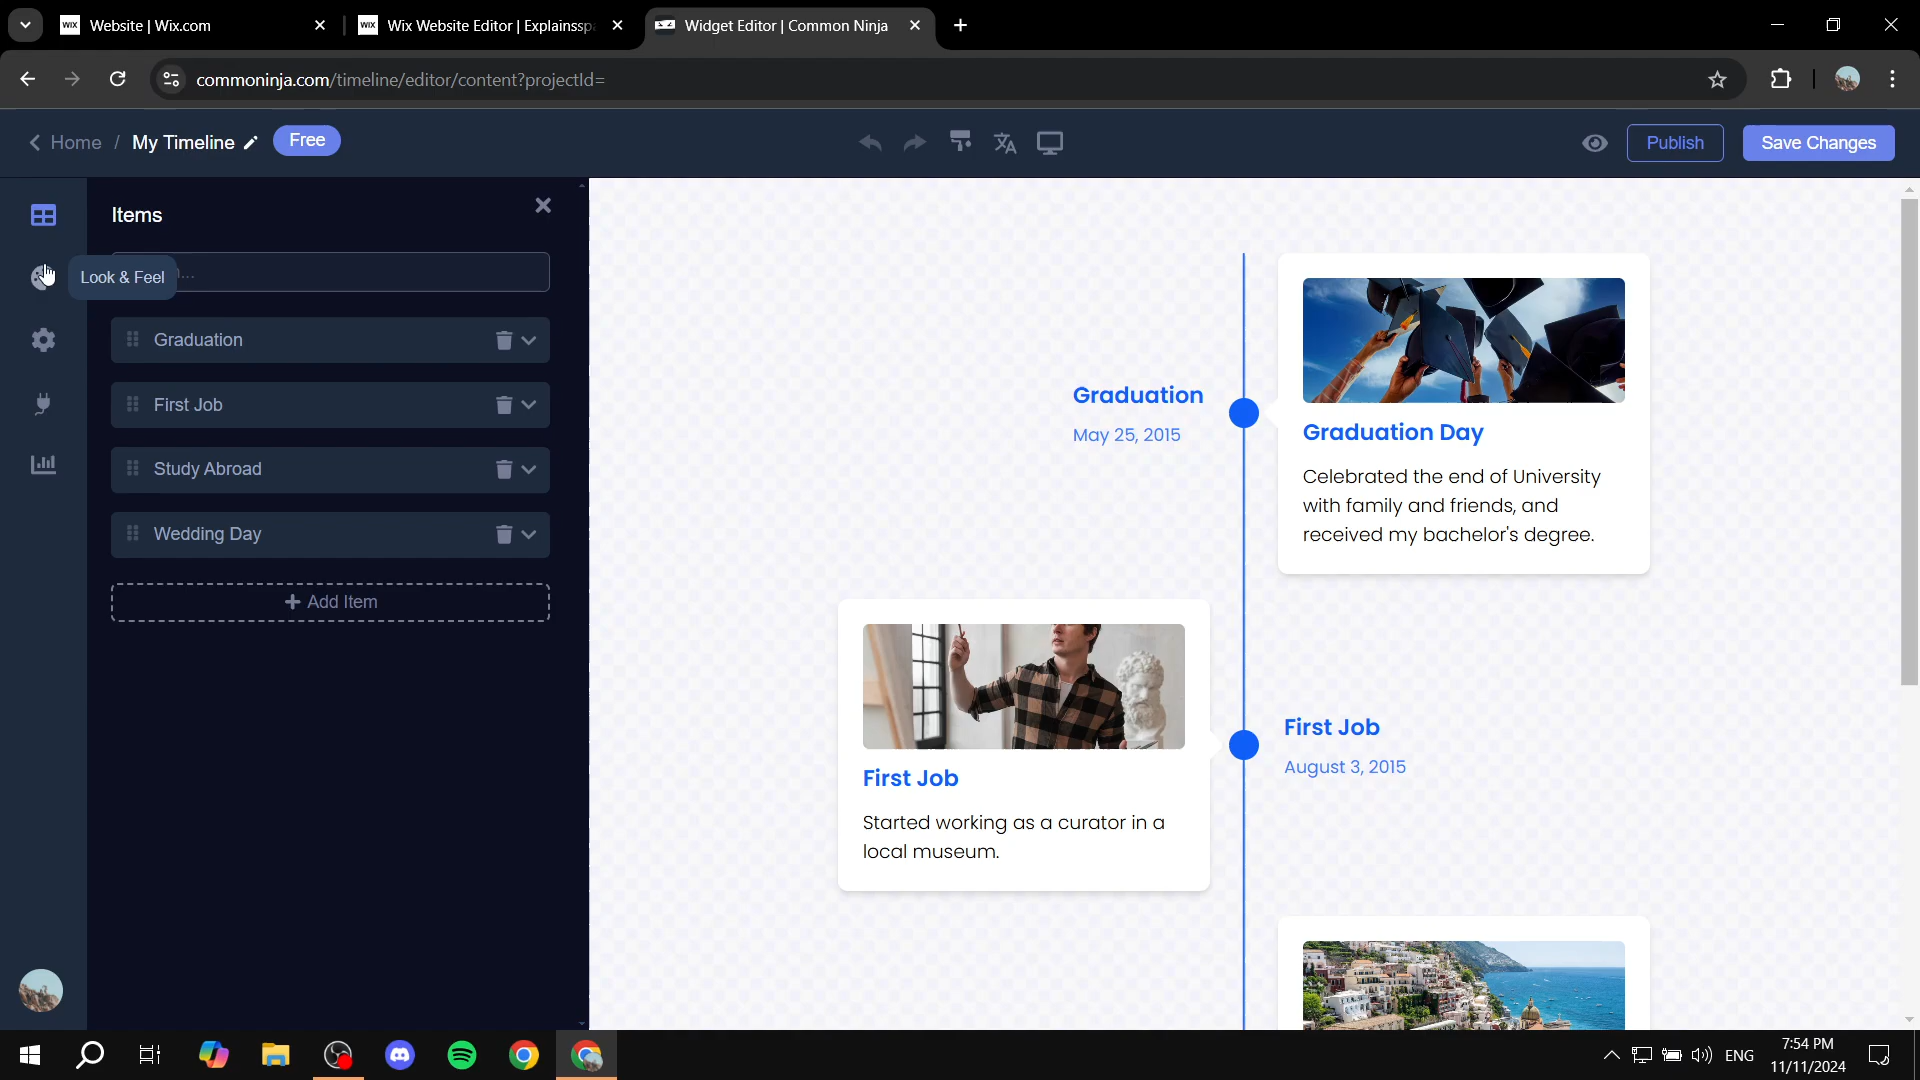 WIX Website | Wix.com
WIX Wix Website Editor | Explainss
Widget Editor | Common Ninja
commoninja.com/timeline/editor/content?projectId=
Home / My Timeline
Free
Publish
Save Changes
Items
Look & Feel
Graduation
First Job
Study Abroad
Wedding Day
+ Add Item
Graduation
May 25, 2015
Graduation Day
Celebrated the end of University
with family and friends, and
received my bachelor's degree.
First Job
Started working as a curator in a
local museum.
First Job
August 3, 2015
ENG
7:54 PM
11/11/2024